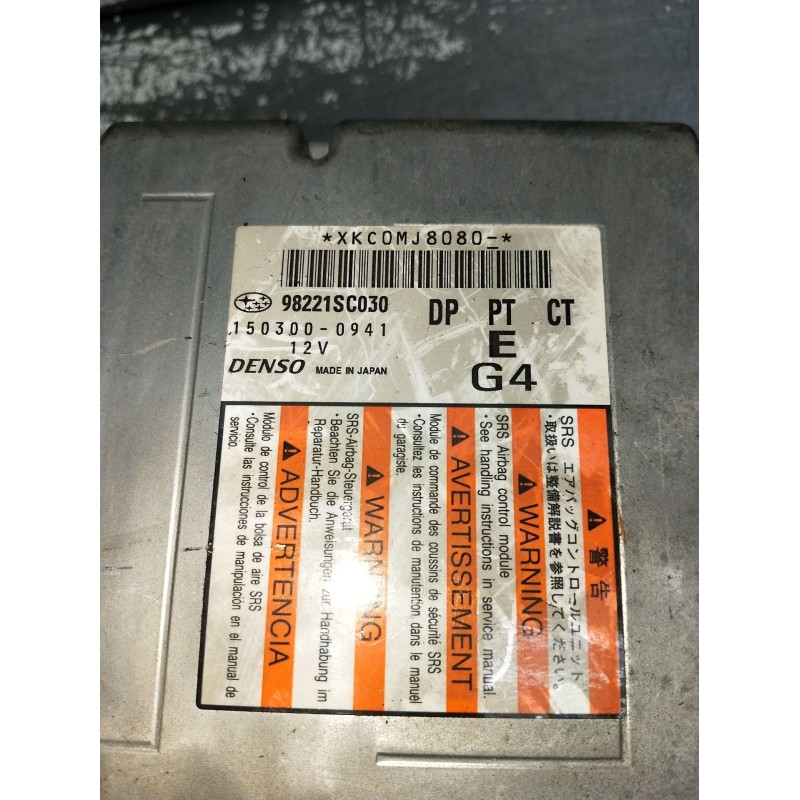 *XKC0MJ8080-*
98221SC030 DP PT CT
150300-0941 E
12V
DENSO MADE IN JAPAN G4
警告
SRS エアバッグコントロールユニット
・取扱いは整備解説書を参照してください。
WARNING
SRS Airbag control module
・See handling instructions in service manual.
AVERTISSEMENT
Module de commande des coussins de sécurité SRS
・Consultez les instructions de manutention dans le manuel
du garagiste.
WARNUNG
SRS-Airbag-Steuergerät
・Beachten Sie die Anweisungen zur Handhabung im
Reparatur-Handbuch.
ADVERTENCIA
Módulo de control de la bolsa de aire SRS
・Consulte las instrucciones de manipulación en el manual de
servicio.